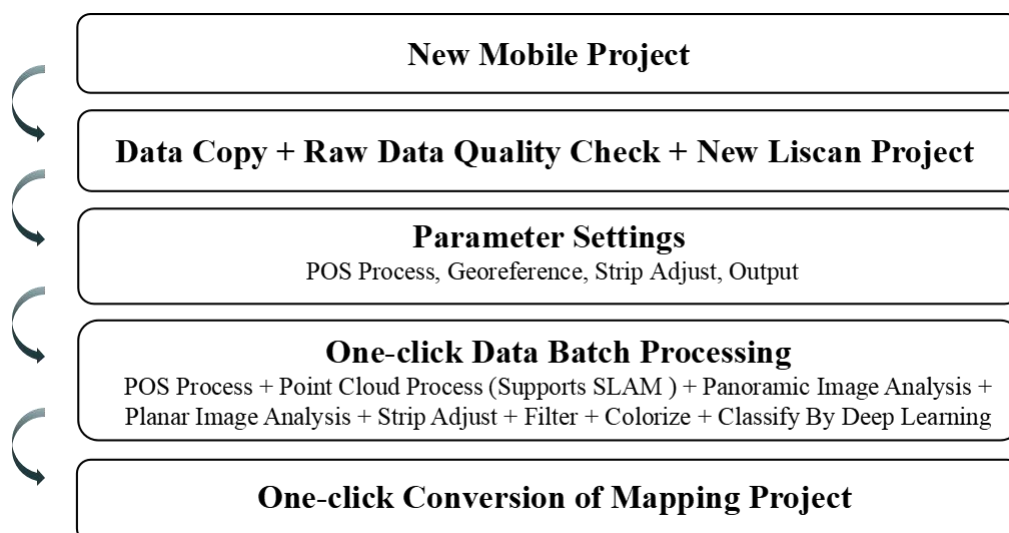 New Mobile Project
Data Copy + Raw Data Quality Check + New Liscan Project
Parameter Settings
POS Process, Georeference, Strip Adjust, Output
One-click Data Batch Processing
POS Process + Point Cloud Process (Supports SLAM ) + Panoramic Image Analysis +
Planar Image Analysis + Strip Adjust + Filter + Colorize + Classify By Deep Learning
One-click Conversion of Mapping Project